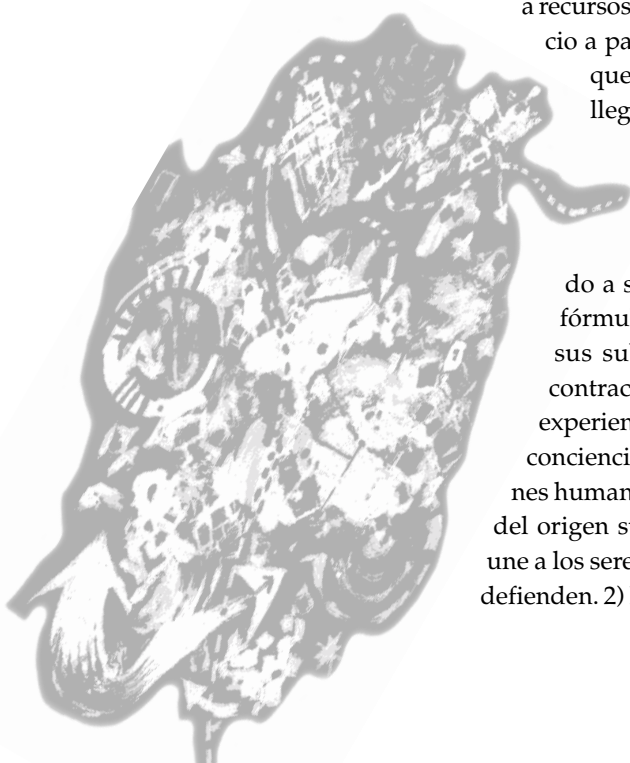 a recursos
cio a pa
que
lleg
do a s
fórmu
sus su
contrac
experien
concienci
nes human
del origen s
une a los sere
defienden. 2)